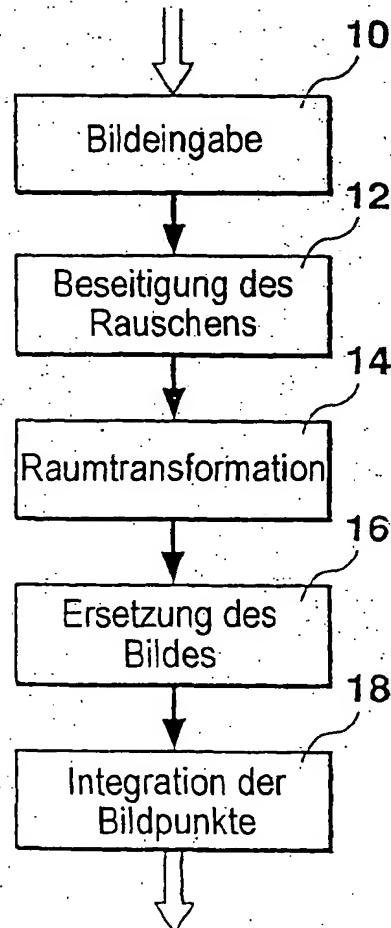 10
Bildeingabe
12
Beseitigung des
Rauschens
14
Raumtransformation
16
Ersetzung des
Bildes
18
Integration der
Bildpunkte